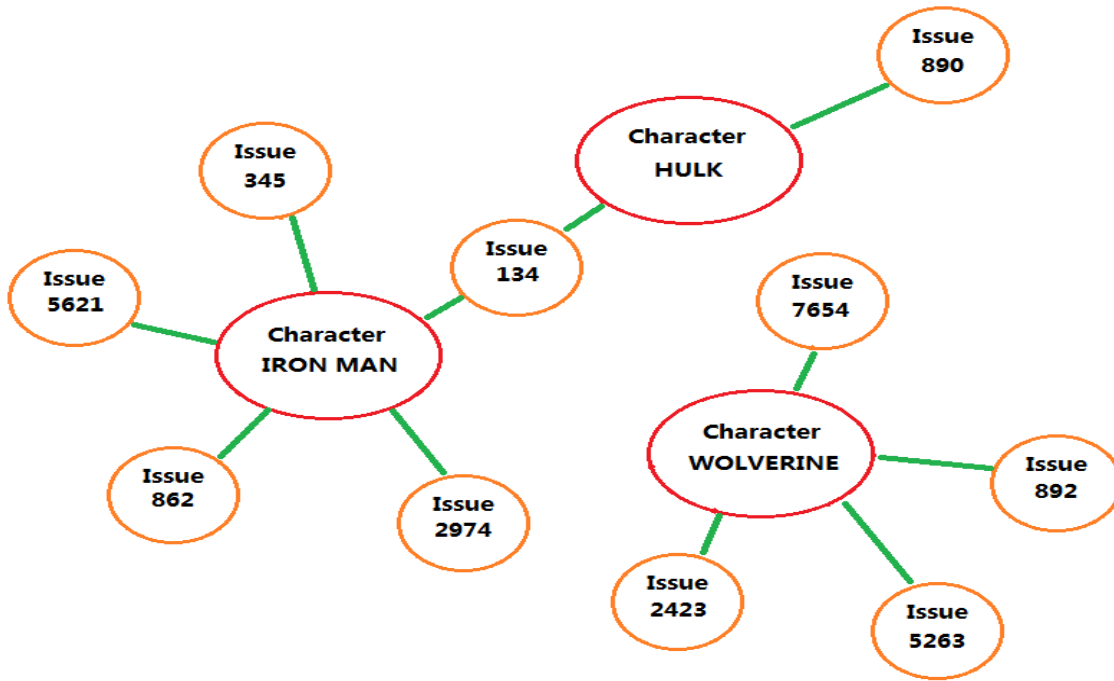 Issue
890
Character
HULK
Issue
345
Issue
134
Issue
5621
Issue
7654
Character
IRON MAN
Character
WOLVERINE
Issue
862
Issue
2974
Issue
892
Issue
2423
Issue
5263